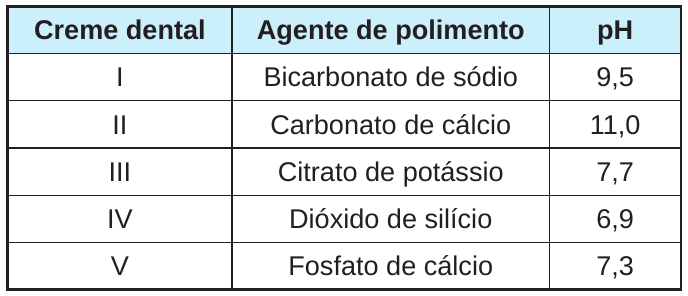 Creme dental Agente de polimento pH
I Bicarbonato de sódio 9,5
II Carbonato de cálcio 11,0
III Citrato de potássio 7,7
IV Dióxido de silício 6,9
V Fosfato de cálcio 7,3